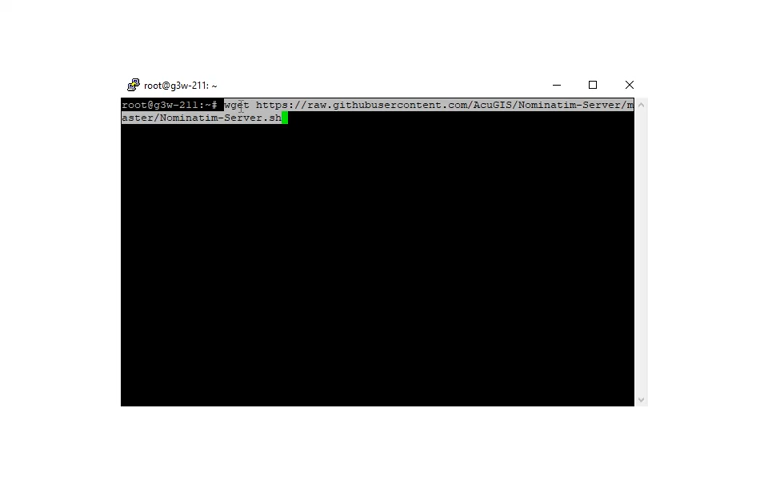 root@g3w-211: ~
root@g3w-211:~# wget https://raw.githubusercontent.com/AcuGIS/Nominatim-Server/m
aster/Nominatim-Server.sh